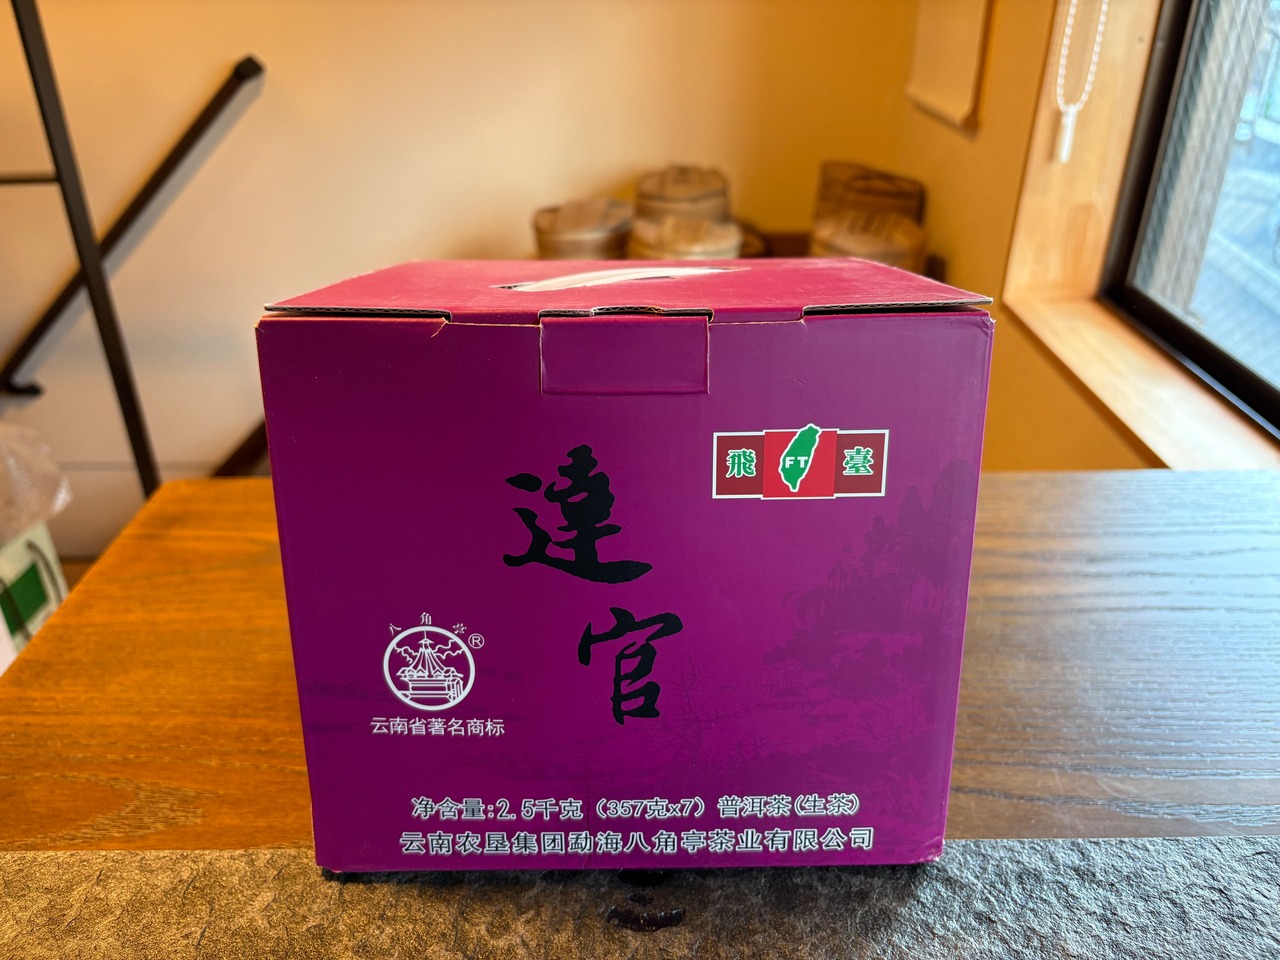 飛 FT 臺
達
官
八角亭
®
云南省著名商标
净含量:2.5千克（357克x7）普洱茶(生茶)
云南农垦集团勐海八角亭茶业有限公司